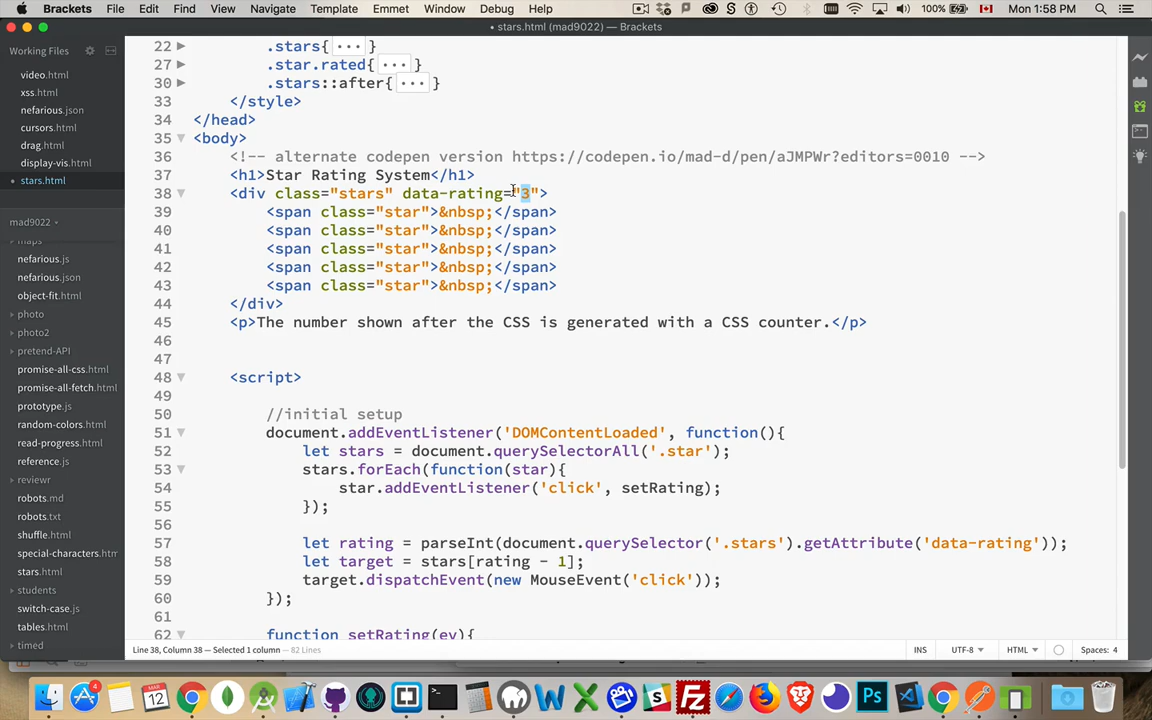 Brackets File Edit Find View Navigate Template Emmet Window Debug Help 100% Mon 1:58 PM
• stars.html (mad9022) — Brackets
Working Files
video.html
xss.html
nefarious.json
cursors.html
drag.html
display-vis.html
• stars.html
mad9022
maps
nefarious.js
nefarious.json
object-fit.html
photo
photo2
pretend-API
promise-all-css.html
promise-all-fetch.html
prototype.js
random-colors.html
read-progress.html
reference.js
reviewr
robots.md
robots.txt
shuffle.html
special-characters.htm
stars.html
students
switch-case.js
tables.html
timed
22 .stars{ ... }
27 .star.rated{ ... }
30 .stars::after{ ... }
33 </style>
34 </head>
35 <body>
36 <!-- alternate codepen version https://codepen.io/mad-d/pen/aJMPWr?editors=0010 -->
37 <h1>Star Rating System</h1>
38 <div class="stars" data-rating="3">
39 <span class="star">&nbsp;</span>
40 <span class="star">&nbsp;</span>
41 <span class="star">&nbsp;</span>
42 <span class="star">&nbsp;</span>
43 <span class="star">&nbsp;</span>
44 </div>
45 <p>The number shown after the CSS is generated with a CSS counter.</p>
46
47
48 <script>
49
50 //initial setup
51 document.addEventListener('DOMContentLoaded', function(){
52 let stars = document.querySelectorAll('.star');
53 stars.forEach(function(star){
54 star.addEventListener('click', setRating);
55 });
56
57 let rating = parseInt(document.querySelector('.stars').getAttribute('data-rating'));
58 let target = stars[rating - 1];
59 target.dispatchEvent(new MouseEvent('click'));
60 });
61
62 function setRating(ev){
Line 38, Column 38 — Selected 1 column — 82 Lines INS UTF-8 HTML Spaces: 4
4
MAR
12